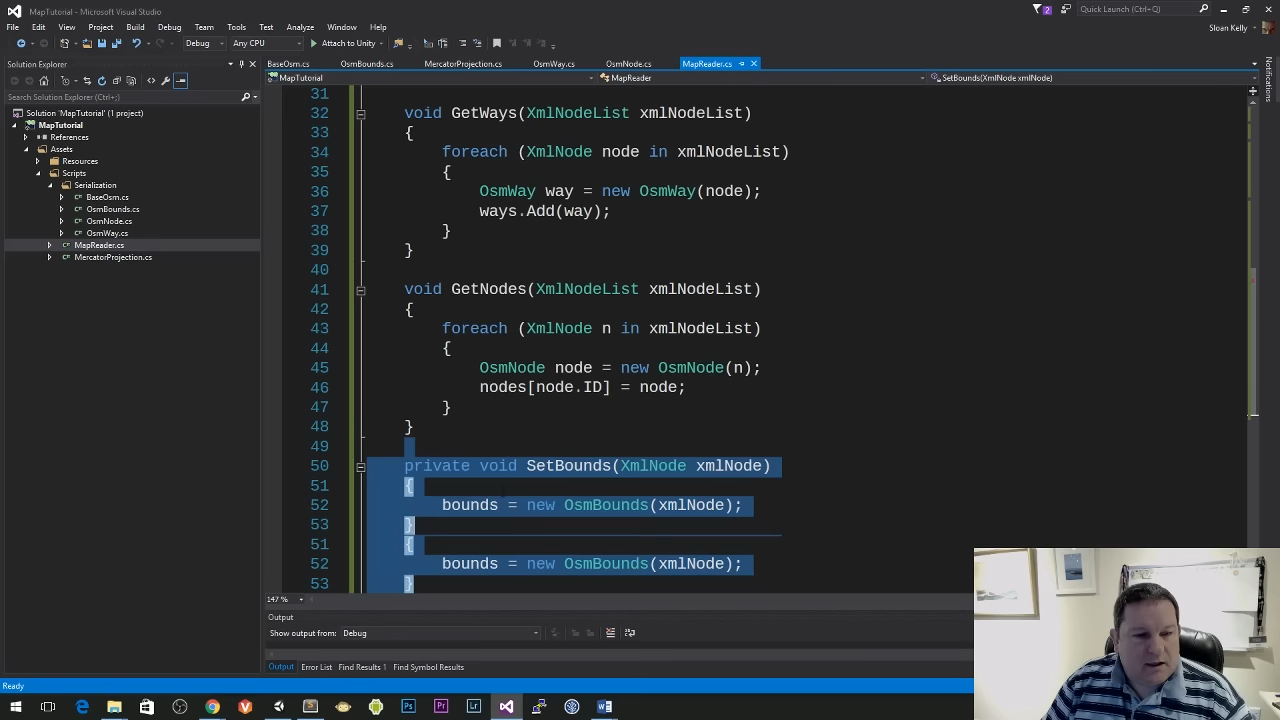 MapTutorial - Microsoft Visual Studio
2
Quick Launch (Ctrl+Q)
File Edit View Project Build Debug Team Tools Test Analyze Window Help
Sloan Kelly
Debug Any CPU Attach to Unity
Solution Explorer
BaseOsm.cs OsmBounds.cs MercatorProjection.cs OsmWay.cs OsmNode.cs MapReader.cs
MapTutorial MapReader SetBounds(XmlNode xmlNode)
Notifications
Search Solution Explorer (Ctrl+;)
Solution 'MapTutorial' (1 project)
MapTutorial
References
Assets
Resources
Scripts
Serialization
BaseOsm.cs
OsmBounds.cs
OsmNode.cs
OsmWay.cs
MapReader.cs
MercatorProjection.cs
31
32 void GetWays(XmlNodeList xmlNodeList)
33 {
34 foreach (XmlNode node in xmlNodeList)
35 {
36 OsmWay way = new OsmWay(node);
37 ways.Add(way);
38 }
39 }
40
41 void GetNodes(XmlNodeList xmlNodeList)
42 {
43 foreach (XmlNode n in xmlNodeList)
44 {
45 OsmNode node = new OsmNode(n);
46 nodes[node.ID] = node;
47 }
48 }
49
50 private void SetBounds(XmlNode xmlNode)
51 {
52 bounds = new OsmBounds(xmlNode);
53 }
51 {
52 bounds = new OsmBounds(xmlNode);
53 }
147 %
Output
Show output from: Debug
Output Error List Find Results 1 Find Symbol Results
Ready